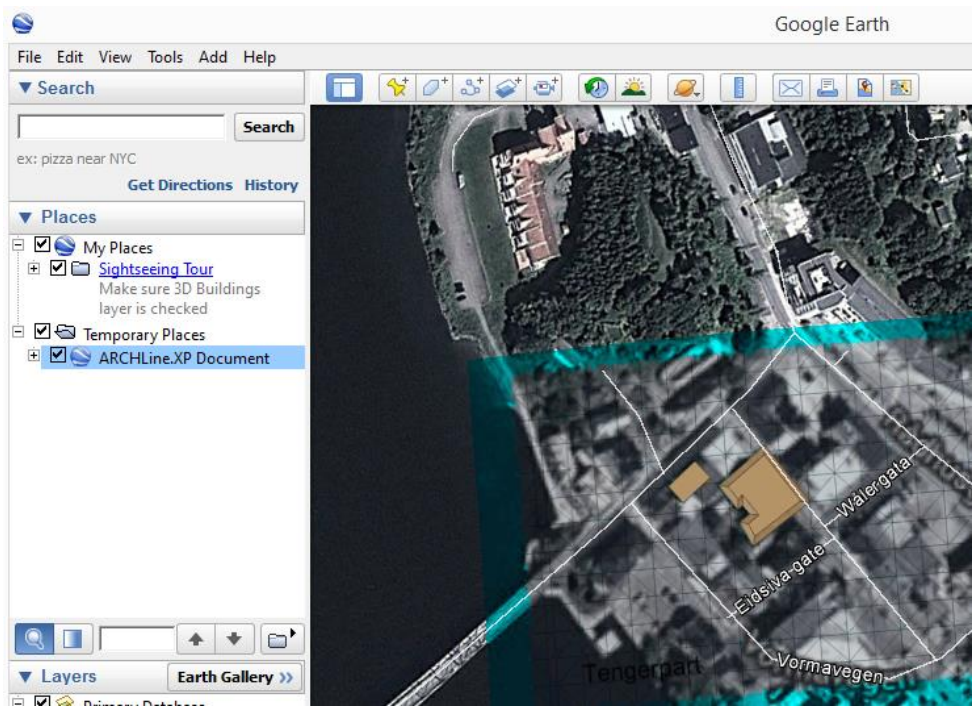 Google Earth
File Edit View Tools Add Help
Search
Search
ex: pizza near NYC
Get Directions History
Places
My Places
Sightseeing Tour
Make sure 3D Buildings
layer is checked
Temporary Places
ARCHLine.XP Document
Wålergata
Eidsiva-gate
Tengerpart
Vormavegen
Layers
Earth Gallery >>
Primary Database